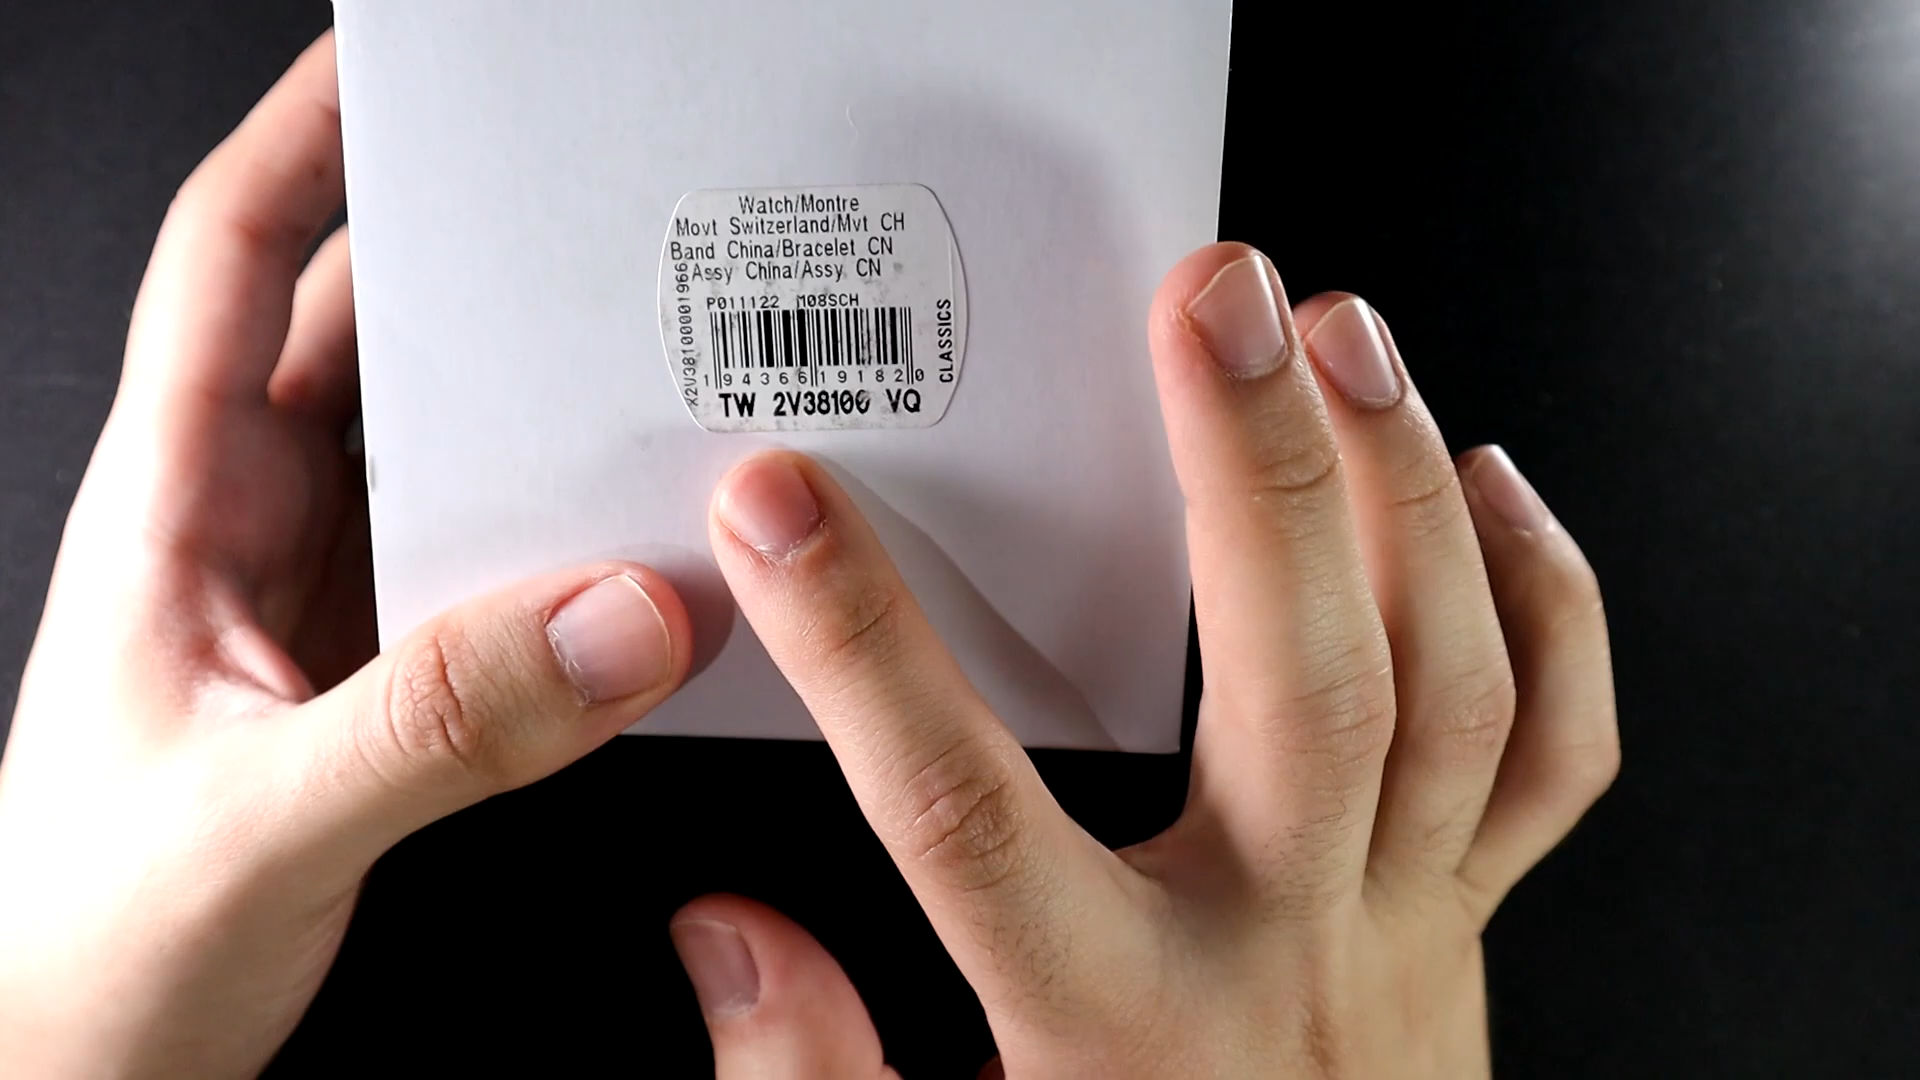 Watch/Montre
Movt Switzerland/Mvt CH
Band China/Bracelet CN
Assy China/Assy CN
P011122 M08SCH
1 94366 19182 0
TW 2V38100 VQ
X2V38100001966
CLASSICS